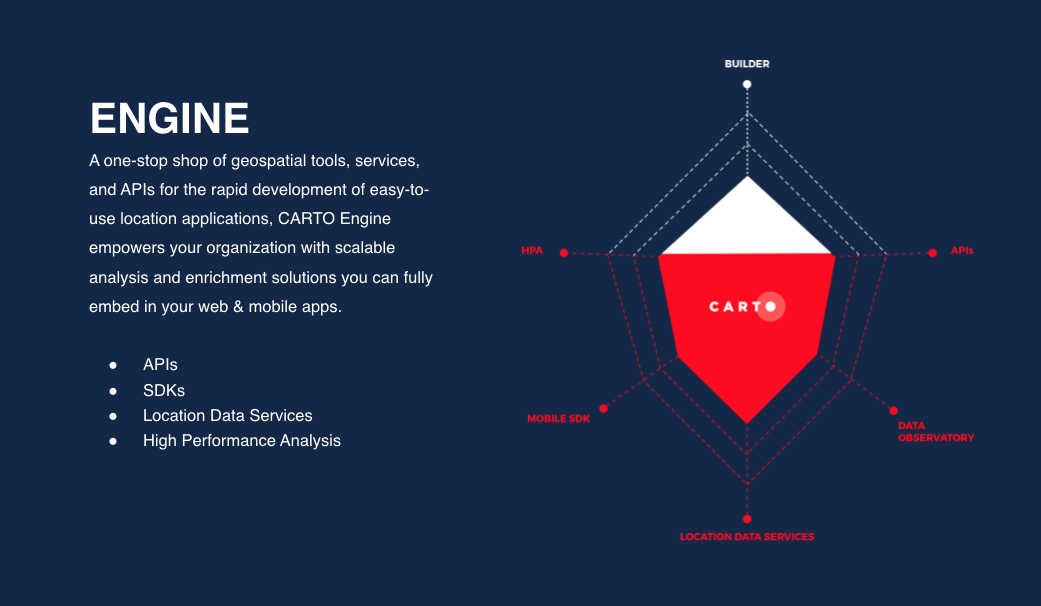 ENGINE
A one-stop shop of geospatial tools, services,
and APIs for the rapid development of easy-to-
use location applications, CARTO Engine
empowers your organization with scalable
analysis and enrichment solutions you can fully
embed in your web & mobile apps.
● APIs
● SDKs
● Location Data Services
● High Performance Analysis
BUILDER
HPA
APIs
CARTO
MOBILE SDK
DATA
OBSERVATORY
LOCATION DATA SERVICES